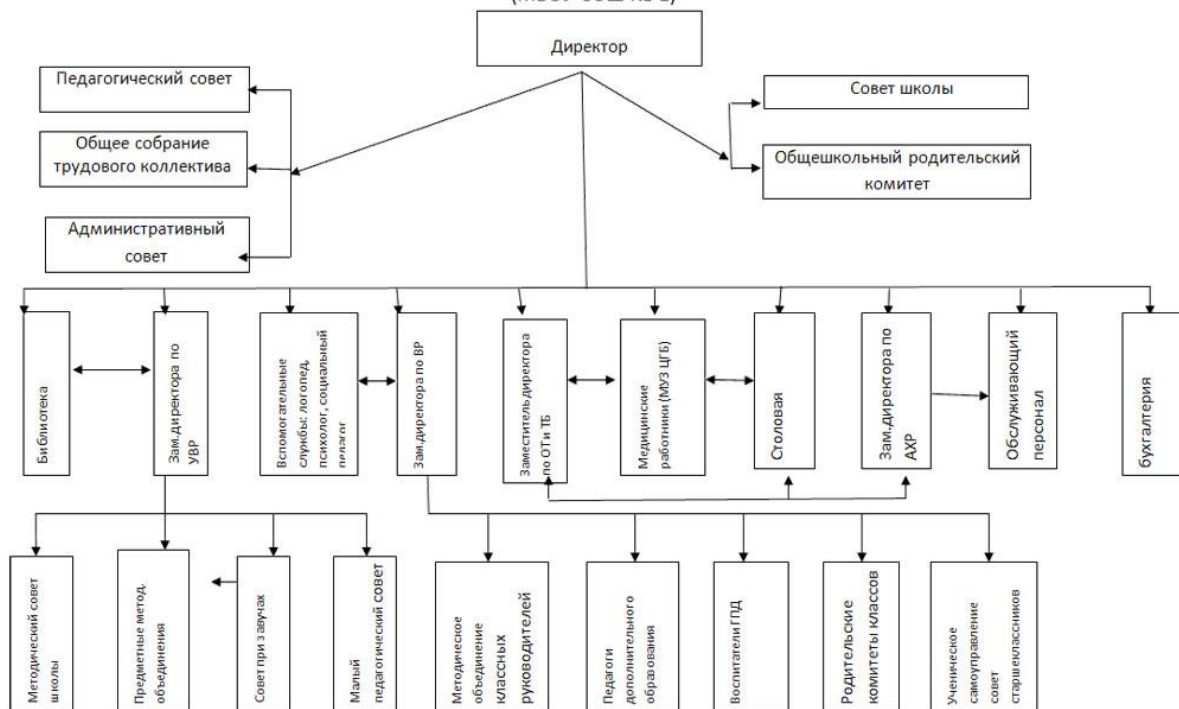 Директор
Педагогический совет
Общее собрание
трудового коллектива
Административный
совет
Совет школы
Общешкольный родительский
комитет
Библиотека
Зам.директора по
УВР
Вспомогательные
службы: логопед,
психолог, социальный
педагог
Зам.директора по ВР
Заместитель директора
по ОТ и ТБ
Медицинские
работники (МУЗ ЦГБ)
Столовая
Зам.директора по
АХР
Обслуживающий
персонал
бухгалтерия
Методический совет
школы
Предметные метод.
объединения
Совет при завучах
Малый
педагогический совет
Методическое
объединение
классных
руководителей
Педагоги
дополнительного
образования
Воспитатели ГПД
Родительские
комитеты классов
Ученическое
самоуправление
совет
старшеклассников